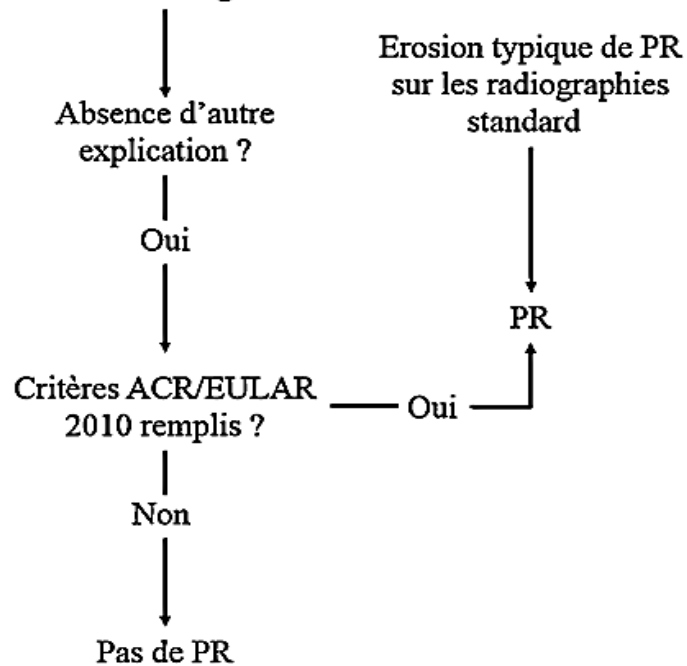 Absence d'autre
explication ?
Oui
Critères ACR/EULAR
2010 remplis ?
Oui
Non
Pas de PR
Erosion typique de PR
sur les radiographies
standard
PR